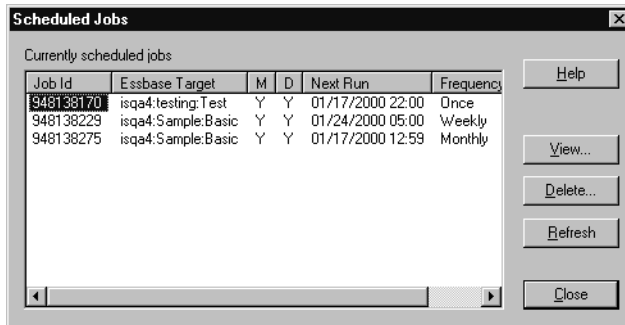 Scheduled Jobs
Currently scheduled jobs
Job Id Essbase Target M D Next Run Frequency
948138170 isqa4:testing:Test Y Y 01/17/2000 22:00 Once
948138229 isqa4:Sample:Basic Y Y 01/24/2000 05:00 Weekly
948138275 isqa4:Sample:Basic Y Y 01/17/2000 12:59 Monthly
Help
View...
Delete...
Refresh
Close